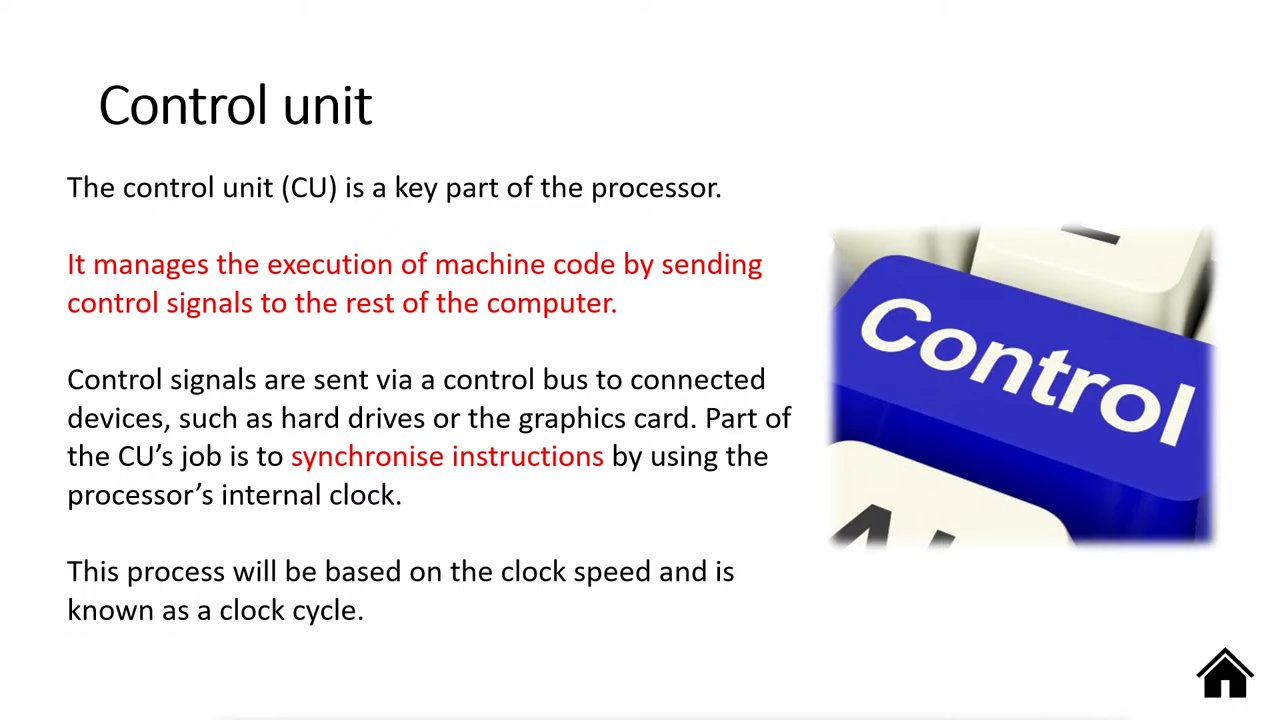 Control unit
The control unit (CU) is a key part of the processor.
It manages the execution of machine code by sending
control signals to the rest of the computer.
Control signals are sent via a control bus to connected
devices, such as hard drives or the graphics card. Part of
the CU’s job is to synchronise instructions by using the
processor’s internal clock.
This process will be based on the clock speed and is
known as a clock cycle.
Control